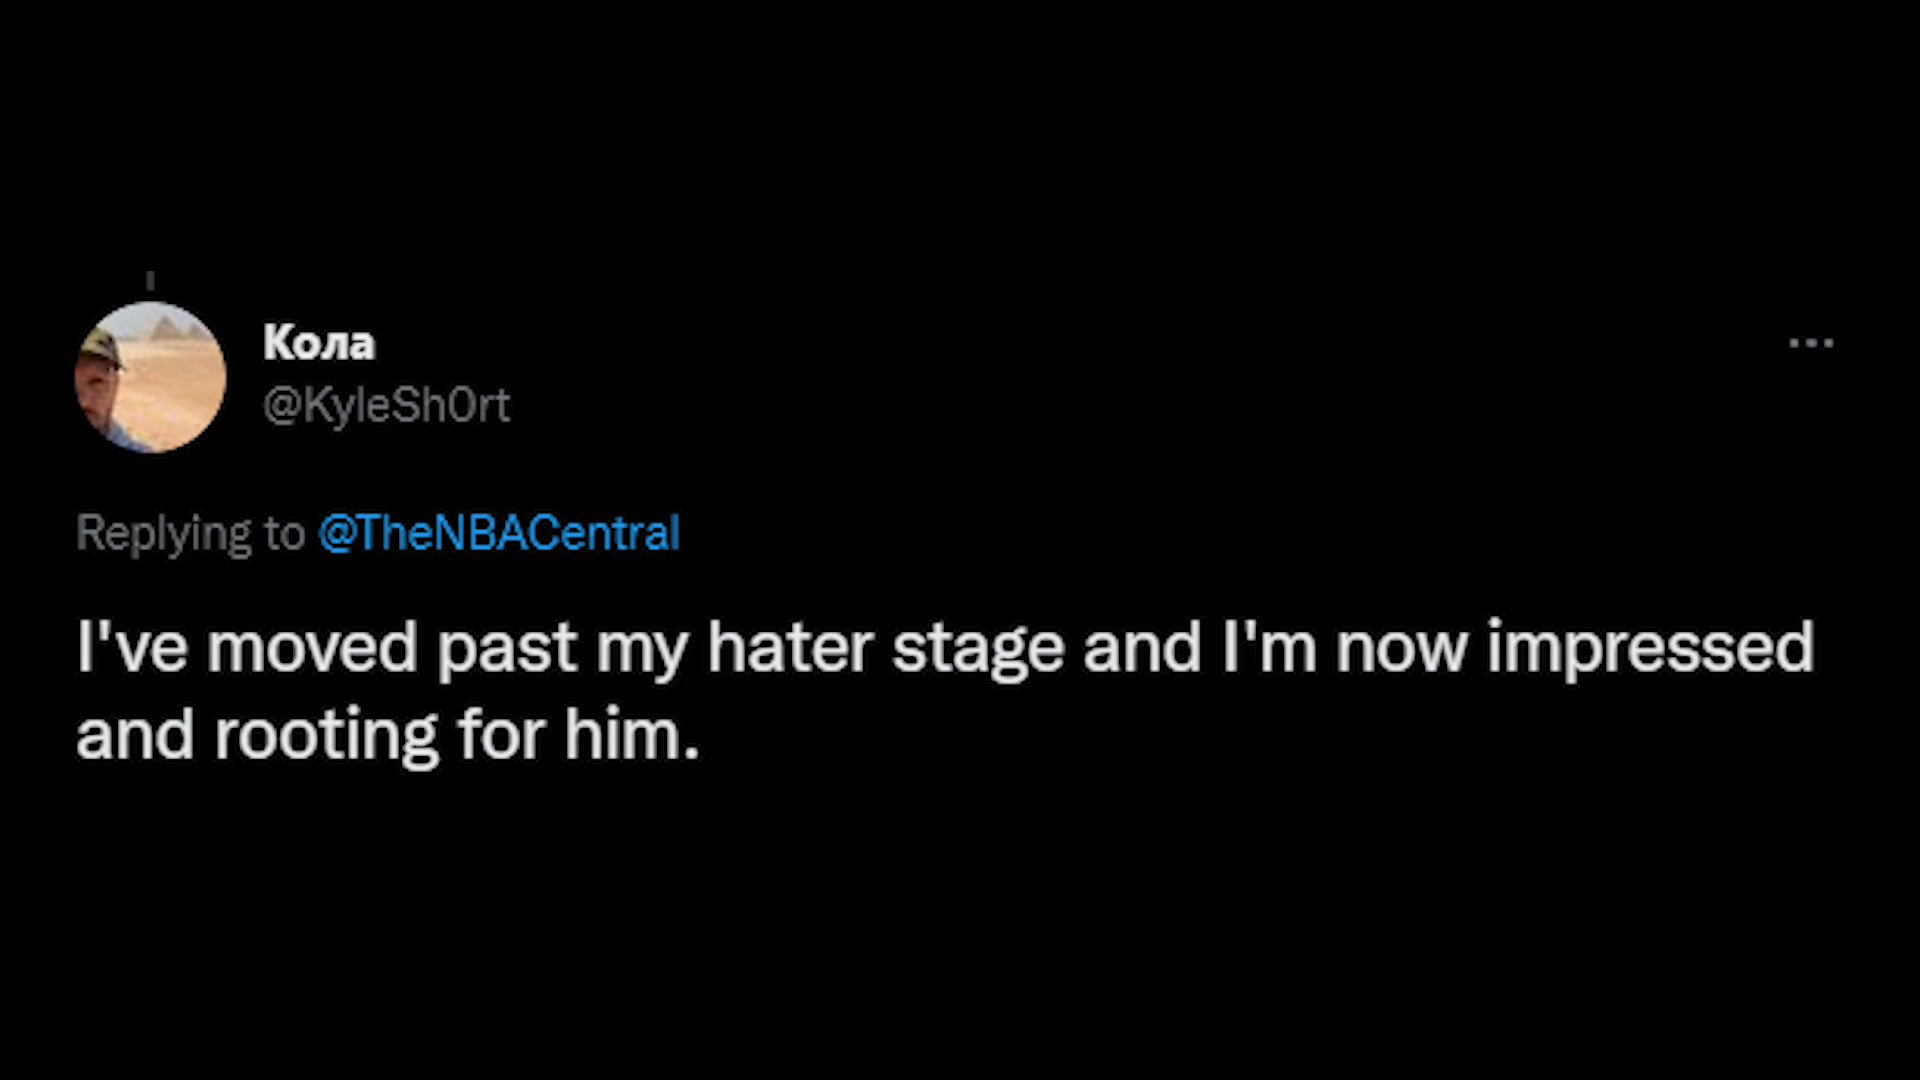 Кола
@KyleSh0rt
Replying to @TheNBACentral
I've moved past my hater stage and I'm now impressed
and rooting for him.